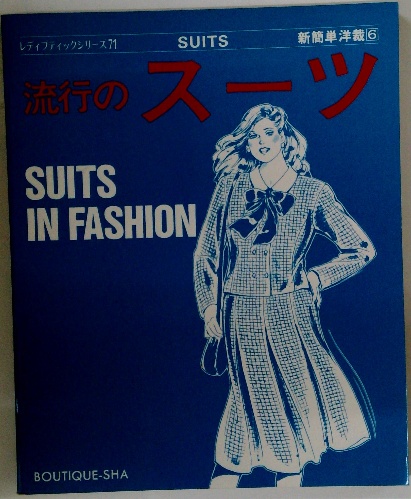 レディブティックシリーズ71
SUITS
新簡単洋裁6
流行の スーツ
SUITS
IN FASHION
BOUTIQUE-SHA